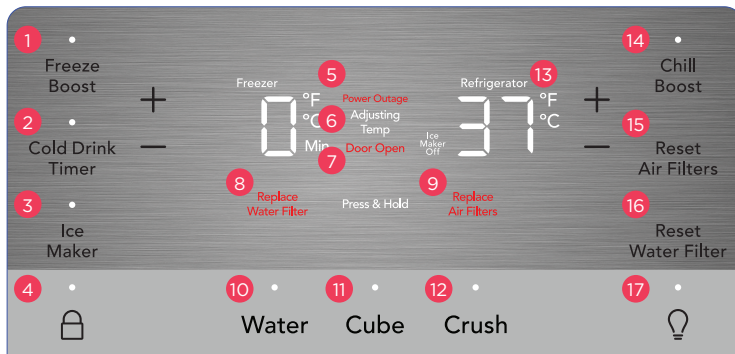 1
Freeze
Boost
+
2
Cold Drink
Timer
−
3
Ice
Maker
4
Freezer
0
°F
°C
Min
5
Power Outage
6
Adjusting
Temp
7
Door Open
8
Replace
Water Filter
Press & Hold
Refrigerator
13
Ice
Maker
Off
37
°F
°C
9
Replace
Air Filters
+
−
14
Chill
Boost
15
Reset
Air Filters
16
Reset
Water Filter
10
Water
11
Cube
12
Crush
17